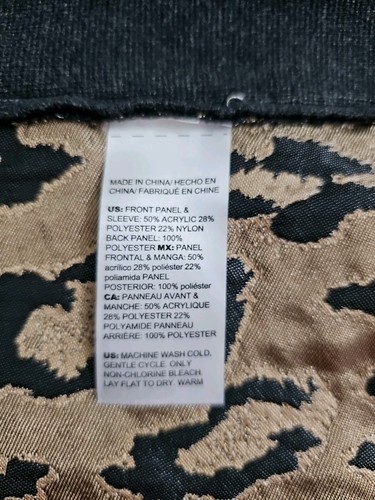 MADE IN CHINA/ HECHO EN
CHINA/ FABRIQUÉ EN CHINE
US: FRONT PANEL &
SLEEVE: 50% ACRYLIC 28%
POLYESTER 22% NYLON
BACK PANEL: 100%
POLYESTER MX: PANEL
FRONTAL & MANGA: 50%
acrílico 28% poliéster 22%
poliamida PANEL
POSTERIOR: 100% poliéster
CA: PANNEAU AVANT &
MANCHE: 50% ACRYLIQUE
28% POLYESTER 22%
POLYAMIDE PANNEAU
ARRIÈRE: 100% POLYESTER
US: MACHINE WASH COLD,
GENTLE CYCLE. ONLY
NON-CHLORINE BLEACH.
LAY FLAT TO DRY WARM